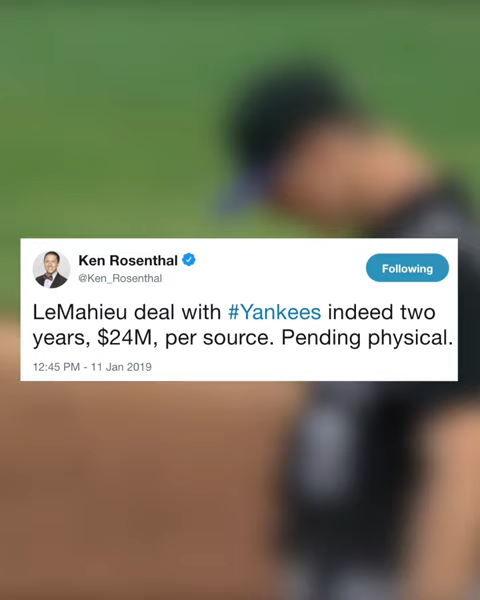 Ken Rosenthal
@Ken_Rosenthal
Following
LeMahieu deal with #Yankees indeed two
years, $24M, per source. Pending physical.
12:45 PM - 11 Jan 2019